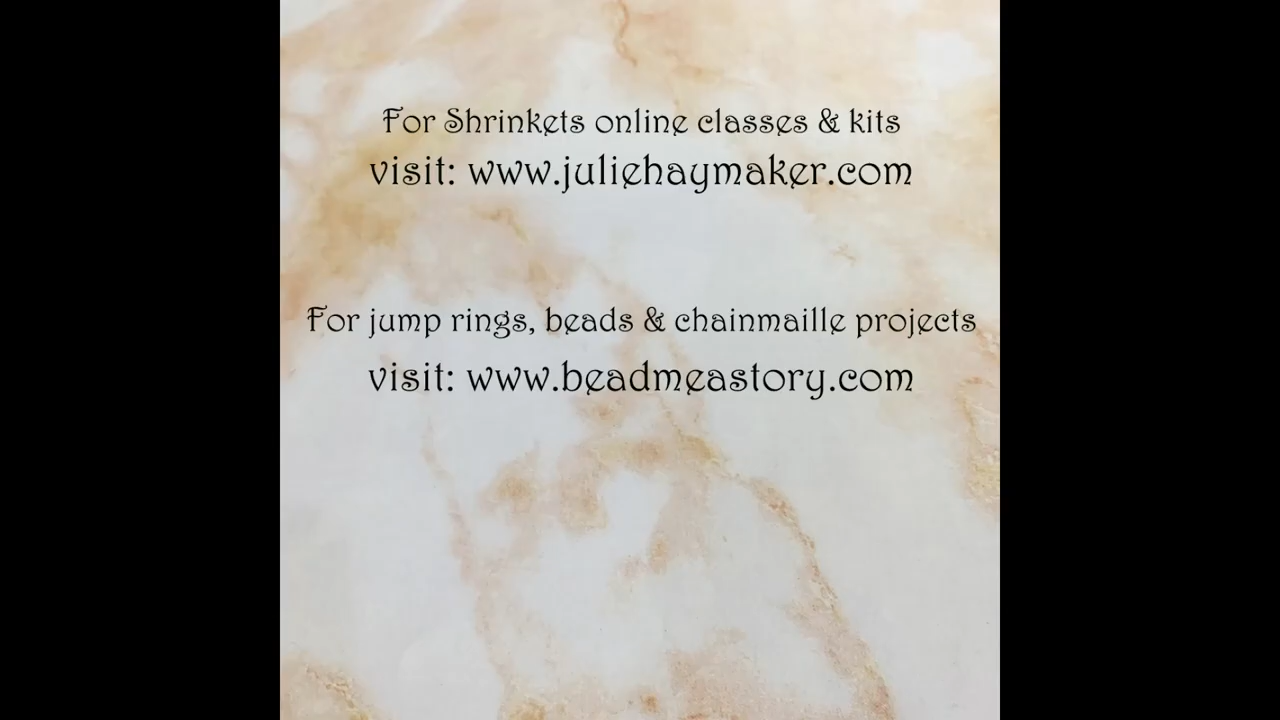 For Shrinkets online classes & kits
visit: www.juliehaymaker.com
For jump rings, beads & chainmaille projects
visit: www.beadmeastory.com